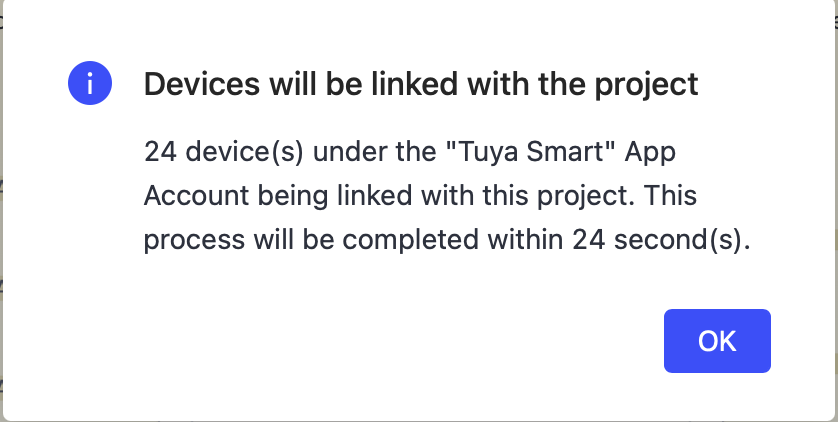 Devices will be linked with the project
24 device(s) under the "Tuya Smart" App
Account being linked with this project. This
process will be completed within 24 second(s).
OK